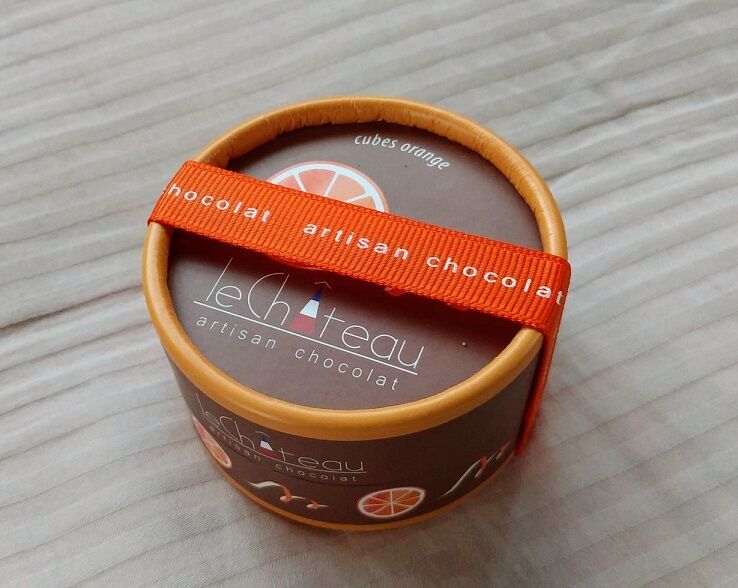 cubes orange
chocolat artisan chocolat
leChâteau
artisan chocolat
leChâteau
artisan chocolat